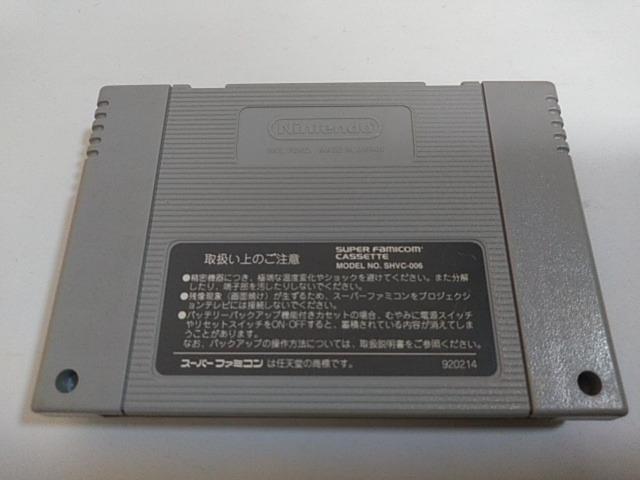 Nintendo
MADE IN JAPAN
取扱い上のご注意
SUPER FAMICOM
CASSETTE
MODEL NO. SHVC-006
●精密機器につき、極端な温度変化やショックを避けてください。また分解
したり、端子部を汚したりしないでください。
●残像現象（画面焼け）が生ずるため、スーパーファミコンをプロジェクシ
ョンテレビには接続しないでください。
●バッテリーバックアップ機能付きカセットの場合、むやみに電源スイッチ
やリセットスイッチをON・OFFすると、蓄積されている内容が消えてしま
うことがあります。
なお、バックアップの操作方法については、取扱説明書をご参照ください。
スーパーファミコンは任天堂の商標です。
920214